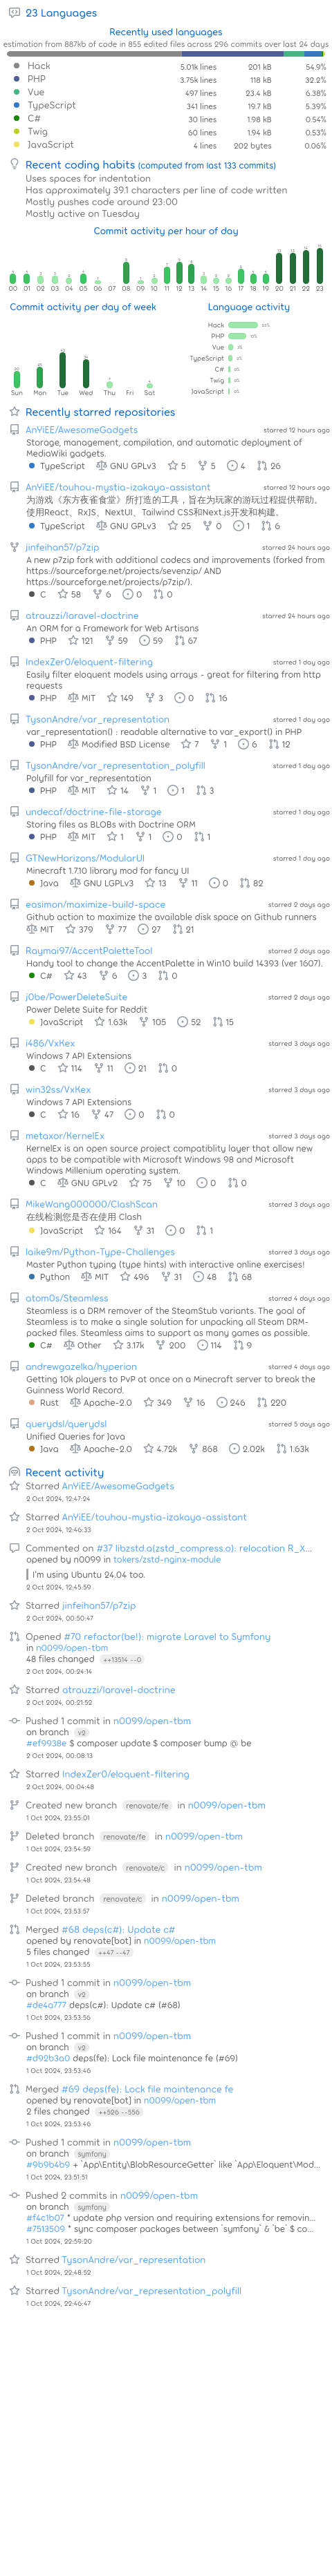 23 Languages
Recently used languages
estimation from 887kb of code in 855 edited files across 296 commits over last 24 days
Hack 5.01k lines 201 kB 54.9%
PHP 3.75k lines 118 kB 32.2%
Vue 497 lines 23.4 kB 6.38%
TypeScript 341 lines 19.7 kB 5.39%
C# 30 lines 1.98 kB 0.54%
Twig 60 lines 1.94 kB 0.53%
JavaScript 4 lines 202 bytes 0.06%
Recent coding habits (computed from last 133 commits)
Uses spaces for indentation
Has approximately 39.1 characters per line of code written
Mostly pushes code around 23:00
Mostly active on Tuesday
Commit activity per hour of day
00 01 02 03 04 05 06 07 08 09 10 11 12 13 14 15 16 17 18 19 20 21 22 23
Commit activity per day of week
Sun Mon Tue Wed Thu Fri Sat
Language activity
Hack
PHP
Vue
TypeScript
C#
Twig
JavaScript
Recently starred repositories
AnYiEE/AwesomeGadgets starred 12 hours ago
Storage, management, compilation, and automatic deployment of
MediaWiki gadgets.
TypeScript GNU GPLv3 5 5 4 26
AnYiEE/touhou-mystia-izakaya-assistant starred 12 hours ago
为游戏《东方夜雀食堂》所打造的工具，旨在为玩家的游玩过程提供帮助。
使用React、RxJS、NextUI、Tailwind CSS和Next.js开发和构建。
TypeScript GNU GPLv3 25 0 1 6
jinfeihan57/p7zip starred 24 hours ago
A new p7zip fork with additional codecs and improvements (forked from
https://sourceforge.net/projects/sevenzip/ AND
https://sourceforge.net/projects/p7zip/).
C 58 6 0 0
atrauzzi/laravel-doctrine starred 24 hours ago
An ORM for a Framework for Web Artisans
PHP 121 59 59 67
IndexZer0/eloquent-filtering starred 1 day ago
Easily filter eloquent models using arrays - great for filtering from http
requests
PHP MIT 149 3 0 16
TysonAndre/var_representation starred 1 day ago
var_representation() : readable alternative to var_export() in PHP
PHP Modified BSD License 7 1 6 12
TysonAndre/var_representation_polyfill starred 1 day ago
Polyfill for var_representation
PHP MIT 14 1 1 3
undecaf/doctrine-file-storage starred 1 day ago
Storing files as BLOBs with Doctrine ORM
PHP MIT 1 1 0 1
GTNewHorizons/ModularUI starred 1 day ago
Minecraft 1.7.10 library mod for fancy UI
Java GNU LGPLv3 13 11 0 82
easimon/maximize-build-space starred 2 days ago
Github action to maximize the available disk space on Github runners
MIT 379 77 27 21
Raymai97/AccentPaletteTool starred 2 days ago
Handy tool to change the AccentPalette in Win10 build 14393 (ver 1607).
C# 43 6 3 0
j0be/PowerDeleteSuite starred 2 days ago
Power Delete Suite for Reddit
JavaScript 1.63k 105 52 15
i486/VxKex starred 3 days ago
Windows 7 API Extensions
C 114 11 21 0
win32ss/VxKex starred 3 days ago
Windows 7 API Extensions
C 16 47 0 0
metaxor/KernelEx starred 3 days ago
KernelEx is an open source project compatiblity layer that allow new
apps to be compatible with Microsoft Windows 98 and Microsoft
Windows Millenium operating system.
C GNU GPLv2 75 10 0 0
MikeWang000000/ClashScan starred 3 days ago
在线检测您是否在使用 Clash
JavaScript 164 31 0 1
laike9m/Python-Type-Challenges starred 3 days ago
Master Python typing (type hints) with interactive online exercises!
Python MIT 496 31 48 68
atom0s/Steamless starred 4 days ago
Steamless is a DRM remover of the SteamStub variants. The goal of
Steamless is to make a single solution for unpacking all Steam DRM-
packed files. Steamless aims to support as many games as possible.
C# Other 3.17k 200 114 9
andrewgazelka/hyperion starred 4 days ago
Getting 10k players to PvP at once on a Minecraft server to break the
Guinness World Record.
Rust Apache-2.0 349 16 246 220
querydsl/querydsl starred 5 days ago
Unified Queries for Java
Java Apache-2.0 4.72k 868 2.02k 1.63k
Recent activity
Starred AnYiEE/AwesomeGadgets
2 Oct 2024, 12:47:24
Starred AnYiEE/touhou-mystia-izakaya-assistant
2 Oct 2024, 12:46:33
Commented on #37 libzstd.a(zstd_compress.o): relocation R_X...
opened by n0099 in tokers/zstd-nginx-module
I'm using Ubuntu 24.04 too.
2 Oct 2024, 12:45:59
Starred jinfeihan57/p7zip
2 Oct 2024, 00:50:47
Opened #70 refactor(be!): migrate Laravel to Symfony
in n0099/open-tbm
48 files changed ++13514 --0
2 Oct 2024, 00:24:14
Starred atrauzzi/laravel-doctrine
2 Oct 2024, 00:21:52
Pushed 1 commit in n0099/open-tbm
on branch v2
#ef9938e $ composer update $ composer bump @ be
2 Oct 2024, 00:08:13
Starred IndexZer0/eloquent-filtering
2 Oct 2024, 00:04:48
Created new branch renovate/fe in n0099/open-tbm
1 Oct 2024, 23:55:01
Deleted branch renovate/fe in n0099/open-tbm
1 Oct 2024, 23:54:59
Created new branch renovate/c in n0099/open-tbm
1 Oct 2024, 23:54:48
Deleted branch renovate/c in n0099/open-tbm
1 Oct 2024, 23:53:57
Merged #68 deps(c#): Update c#
opened by renovate[bot] in n0099/open-tbm
5 files changed ++47 --47
1 Oct 2024, 23:53:55
Pushed 1 commit in n0099/open-tbm
on branch v2
#de4a777 deps(c#): Update c# (#68)
1 Oct 2024, 23:53:56
Pushed 1 commit in n0099/open-tbm
on branch v2
#d92b3a0 deps(fe): Lock file maintenance fe (#69)
1 Oct 2024, 23:53:46
Merged #69 deps(fe): Lock file maintenance fe
opened by renovate[bot] in n0099/open-tbm
2 files changed ++526 --556
1 Oct 2024, 23:53:46
Pushed 1 commit in n0099/open-tbm
on branch symfony
#9b9b4b9 + `App\Entity\BlobResourceGetter` like `App\Eloquent\Mod...
1 Oct 2024, 23:51:51
Pushed 2 commits in n0099/open-tbm
on branch symfony
#f4c1b07 * update php version and requiring extensions for removin...
#7513509 * sync composer packages between `symfony` & `be` $ co...
1 Oct 2024, 22:59:20
Starred TysonAndre/var_representation
1 Oct 2024, 22:48:52
Starred TysonAndre/var_representation_polyfill
1 Oct 2024, 22:46:47